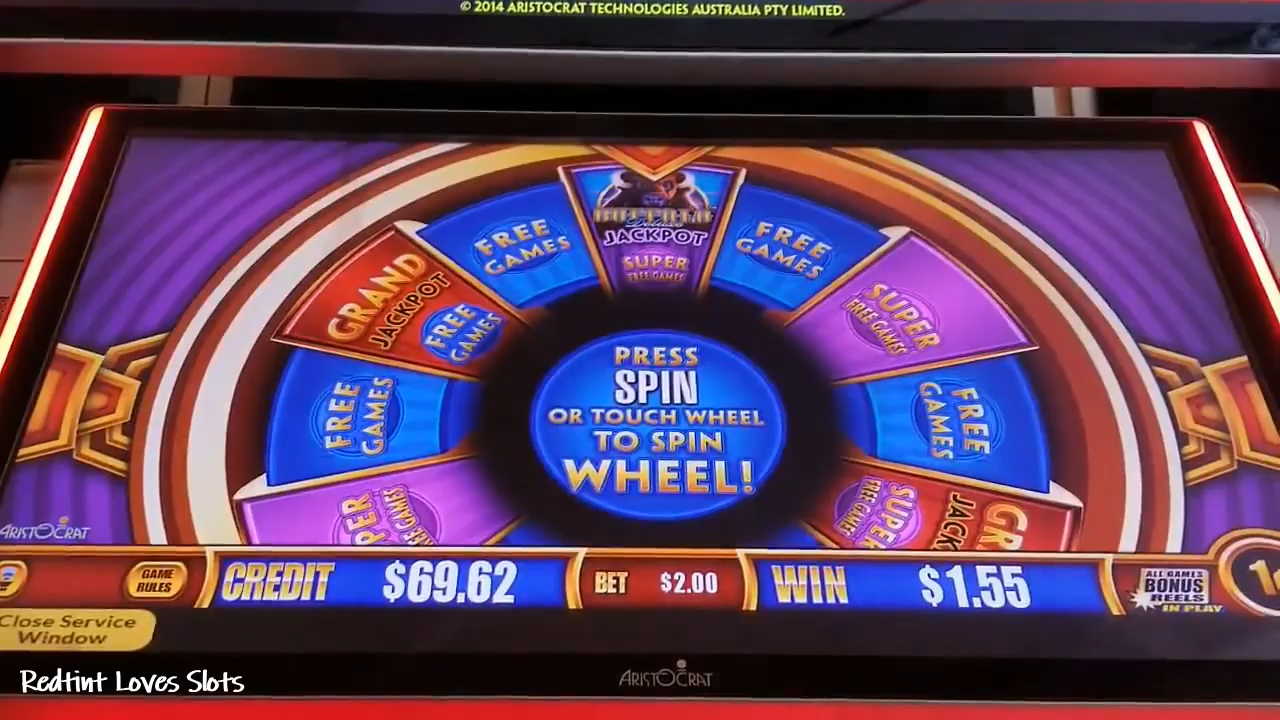 © 2014 ARISTOCRAT TECHNOLOGIES AUSTRALIA PTY LIMITED.
FREE
GAMES
BUFFALO
Deluxe
JACKPOT
SUPER
FREE GAMES
FREE
GAMES
GRAND
JACKPOT
FREE
GAMES
SUPER
FREE GAMES
FREE
GAMES
FREE
GAMES
PRESS
SPIN
OR TOUCH WHEEL
TO SPIN
WHEEL!
SUPER
FREE GAMES
ARISTOCRAT
GAME
RULES
CREDIT $69.62
BET $2.00
WIN $1.55
ALL GAMES
BONUS
REELS
IN PLAY
Close Service
Window
Redtint Loves Slots
ARISTOCRAT